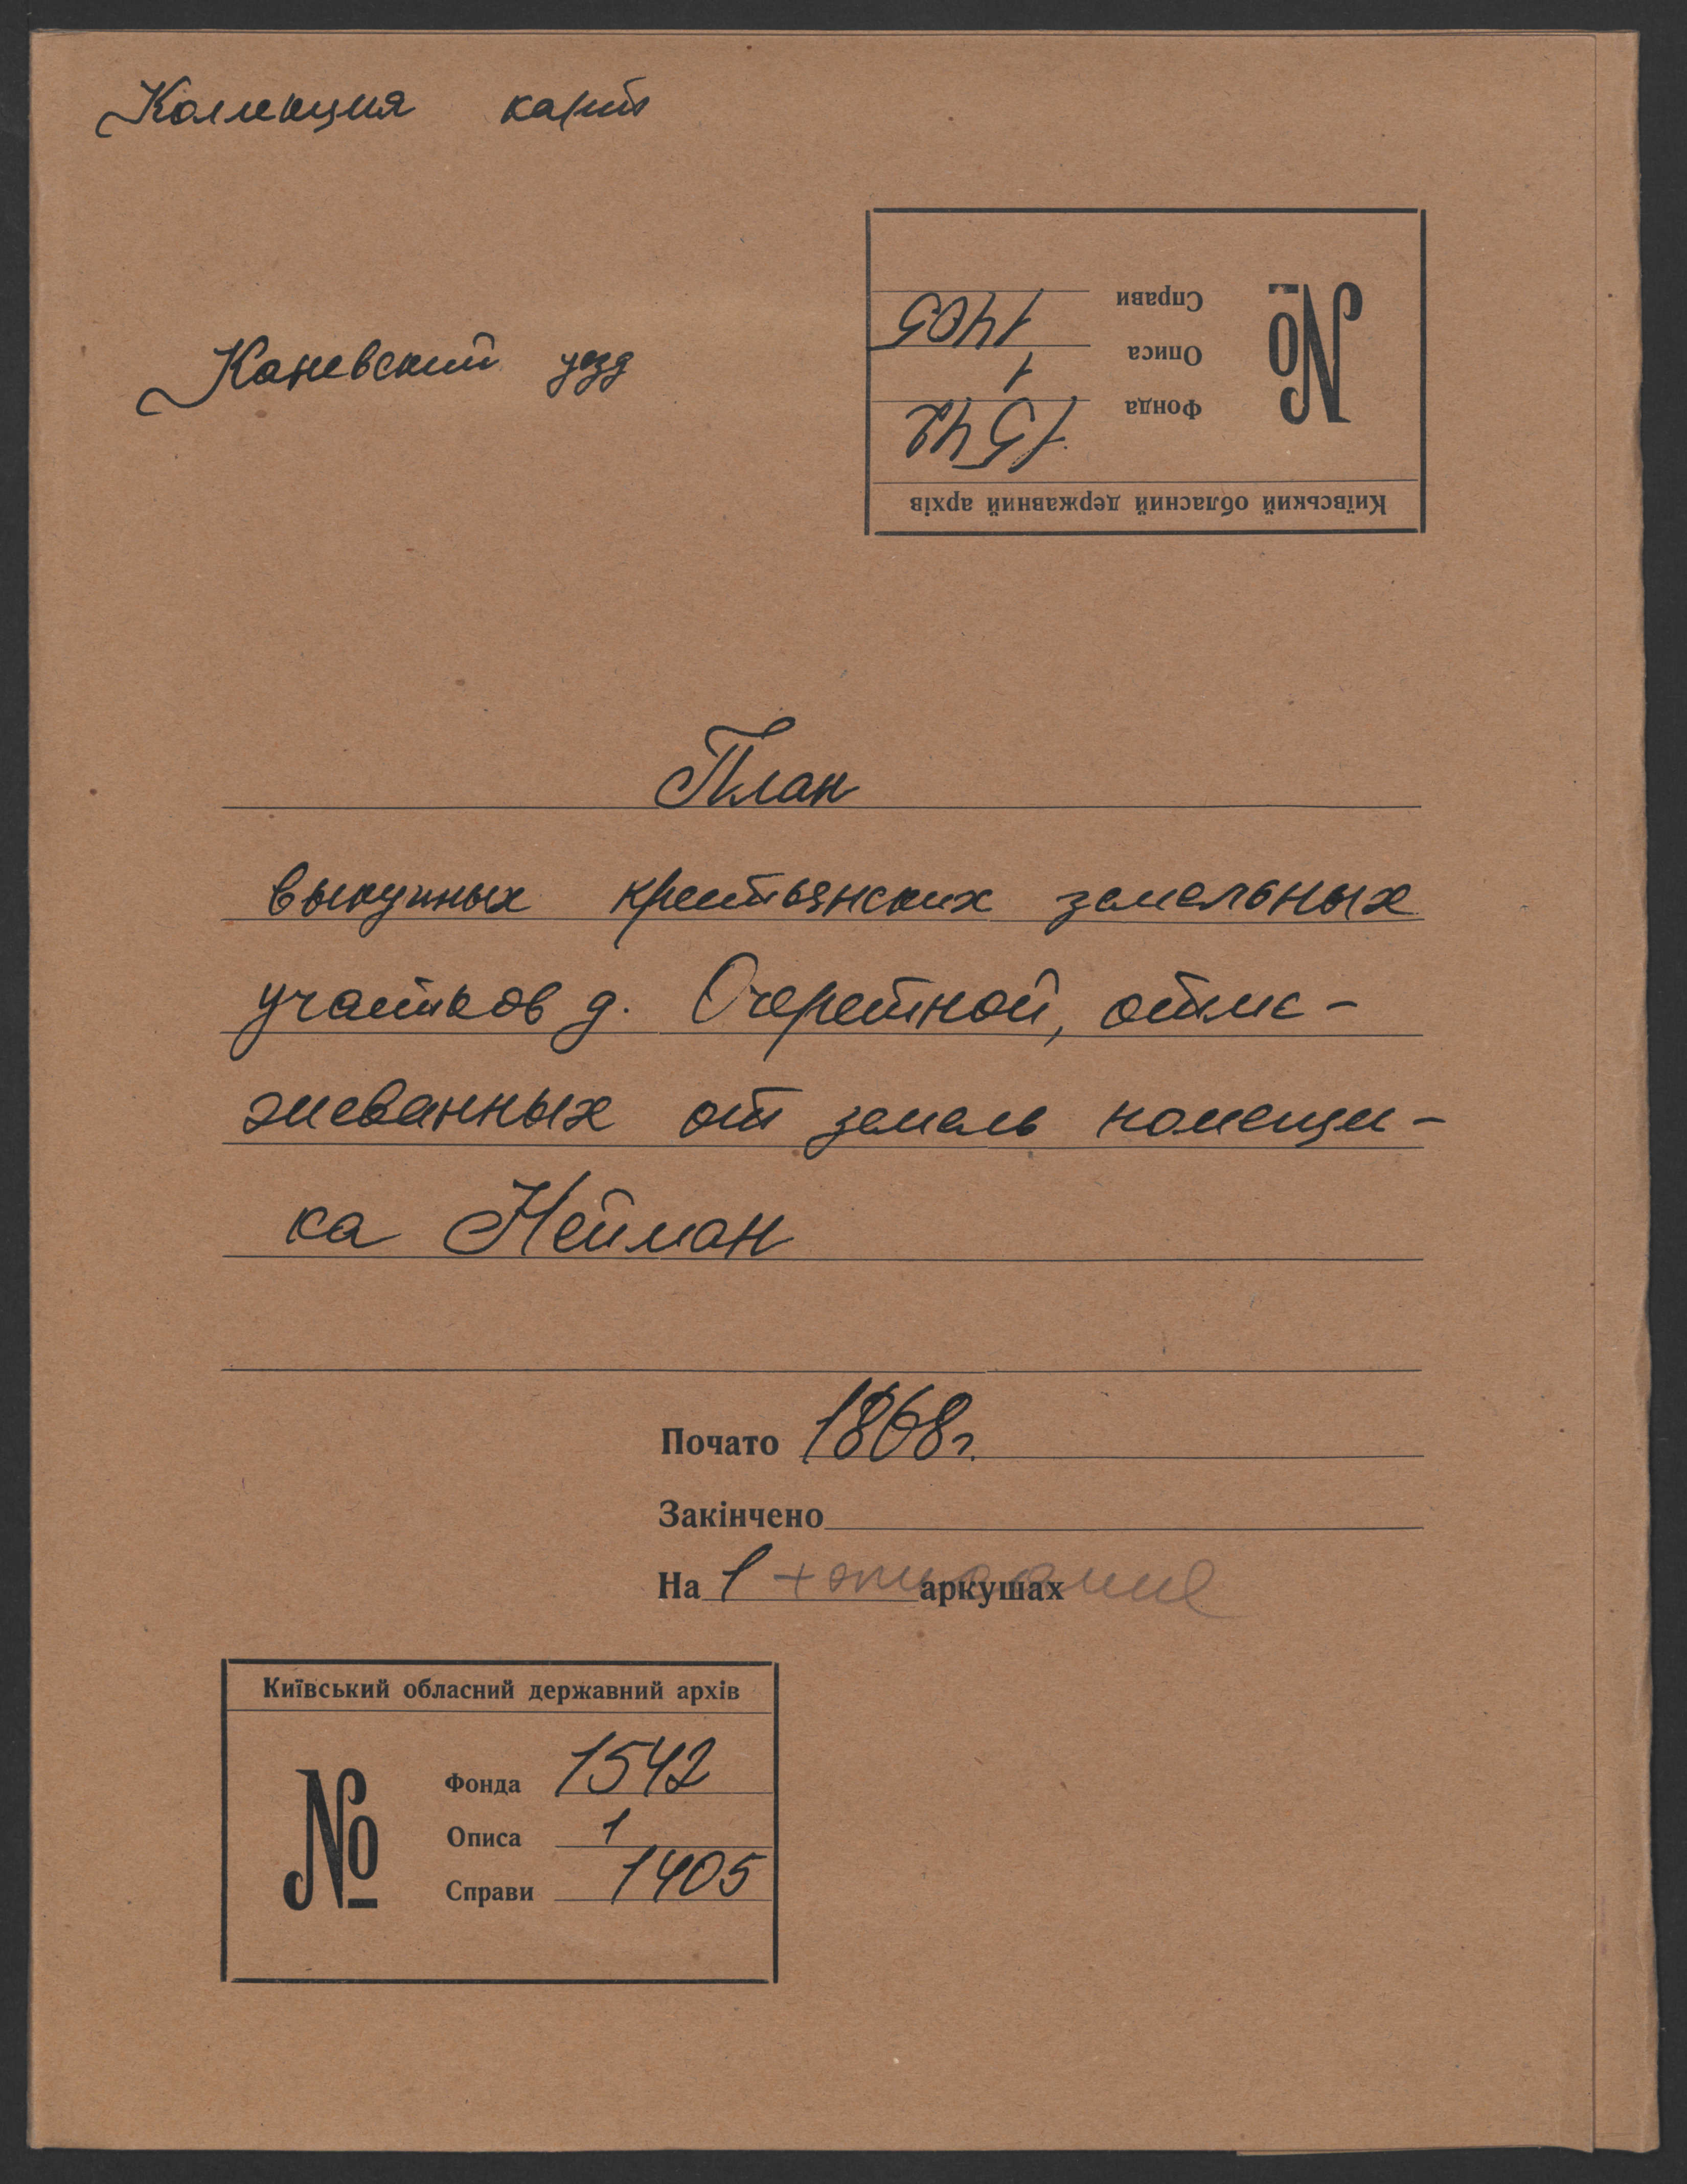 Коллекция карт
Каневский уезд
Київський обласний державний архів
№
Фонда 1542
Описа 1
Справи 1405
План
выкупных крестьянских земельных
участков д. Очеретной, отме-
жеванных от земель помещи-
ка Нейман
Почато 1868 г.
Закінчено
На 1 + описание аркушах
Київський обласний державний архів
№
Фонда 1542
Описа 1
Справи 1405